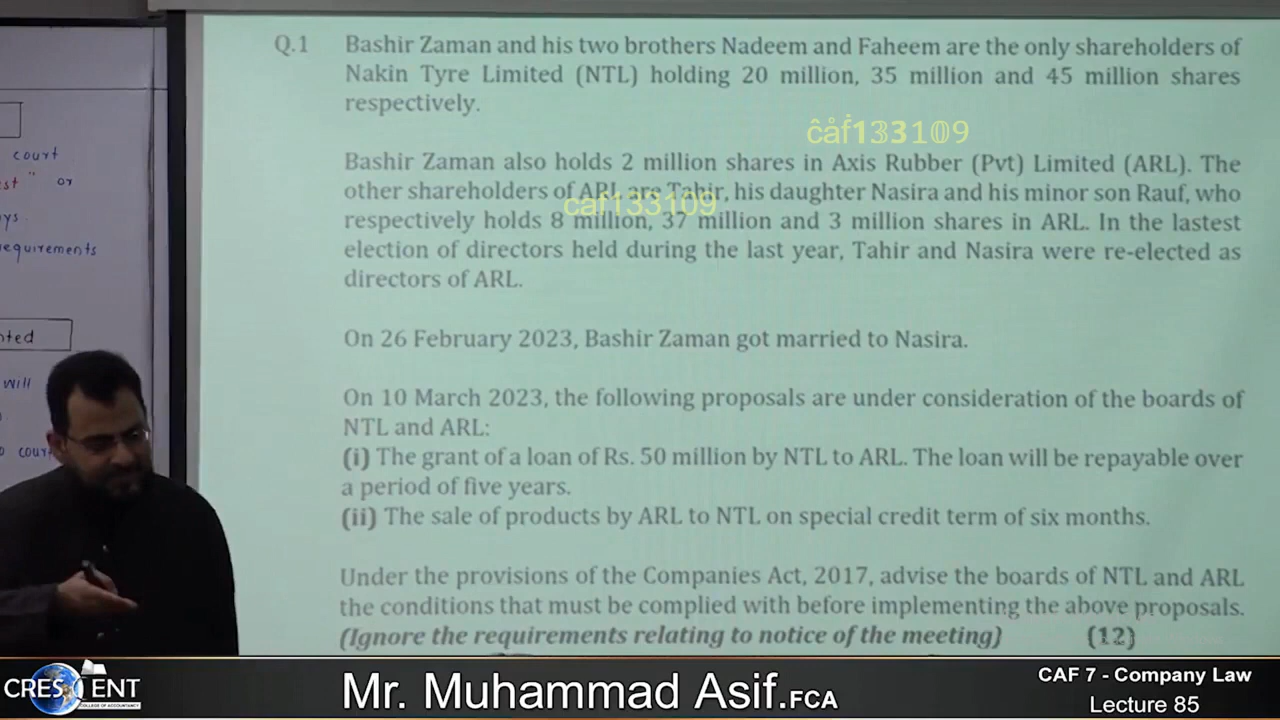 court
st" or
ys.
equirements
nted
will
court
Q.1 Bashir Zaman and his two brothers Nadeem and Faheem are the only shareholders of
Nakin Tyre Limited (NTL) holding 20 million, 35 million and 45 million shares
respectively.
caf133109
Bashir Zaman also holds 2 million shares in Axis Rubber (Pvt) Limited (ARL). The
other shareholders of ARL are Tahir, his daughter Nasira and his minor son Rauf, who
caf133109
respectively holds 8 million, 37 million and 3 million shares in ARL. In the lastest
election of directors held during the last year, Tahir and Nasira were re-elected as
directors of ARL.
On 26 February 2023, Bashir Zaman got married to Nasira.
On 10 March 2023, the following proposals are under consideration of the boards of
NTL and ARL:
(i) The grant of a loan of Rs. 50 million by NTL to ARL. The loan will be repayable over
a period of five years.
(ii) The sale of products by ARL to NTL on special credit term of six months.
Under the provisions of the Companies Act, 2017, advise the boards of NTL and ARL
the conditions that must be complied with before implementing the above proposals.
(Ignore the requirements relating to notice of the meeting) (12)
CRESCENT
COLLEGE OF ACCOUNTANCY
Mr. Muhammad Asif.FCA
CAF 7 - Company Law
Lecture 85